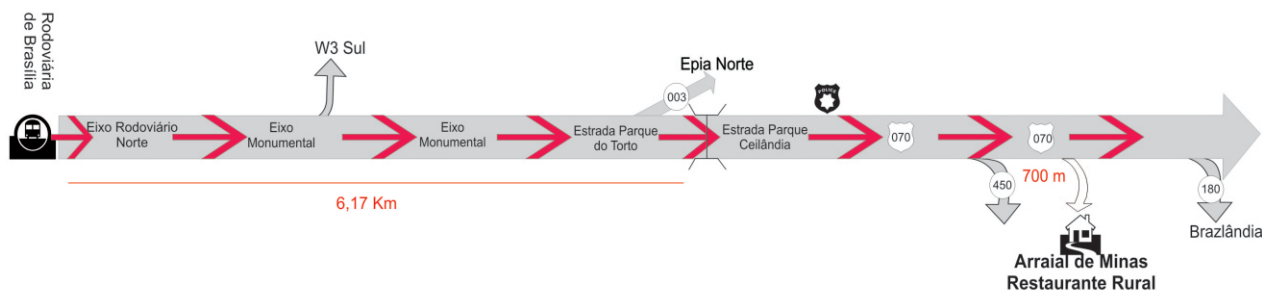 Rodoviária
de Brasília
W3 Sul
Epia Norte
003
POLICE
Eixo Rodoviário
Norte
Eixo
Monumental
Eixo
Monumental
Estrada Parque
do Torto
Estrada Parque
Ceilândia
070
070
6,17 Km
450
700 m
180
Brazlândia
Arraial de Minas
Restaurante Rural